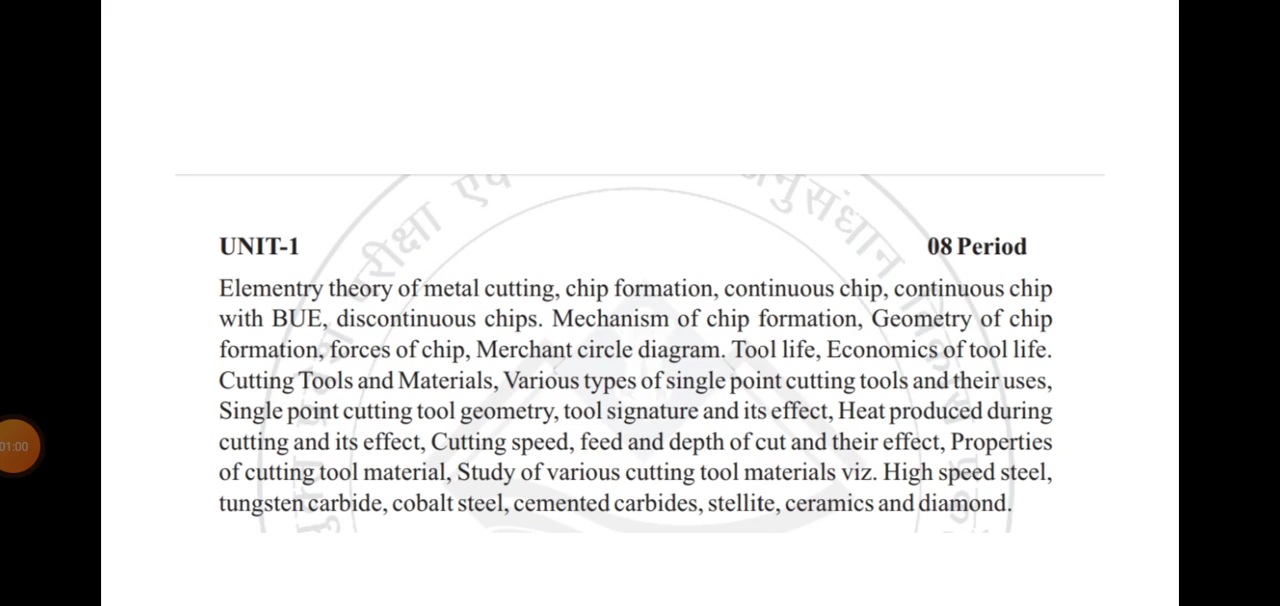 परीक्षा एव
अनुसंधान
UNIT-1
08 Period
Elementry theory of metal cutting, chip formation, continuous chip, continuous chip
with BUE, discontinuous chips. Mechanism of chip formation, Geometry of chip
formation, forces of chip, Merchant circle diagram. Tool life, Economics of tool life.
Cutting Tools and Materials, Various types of single point cutting tools and their uses,
Single point cutting tool geometry, tool signature and its effect, Heat produced during
cutting and its effect, Cutting speed, feed and depth of cut and their effect, Properties
of cutting tool material, Study of various cutting tool materials viz. High speed steel,
tungsten carbide, cobalt steel, cemented carbides, stellite, ceramics and diamond.
01:00